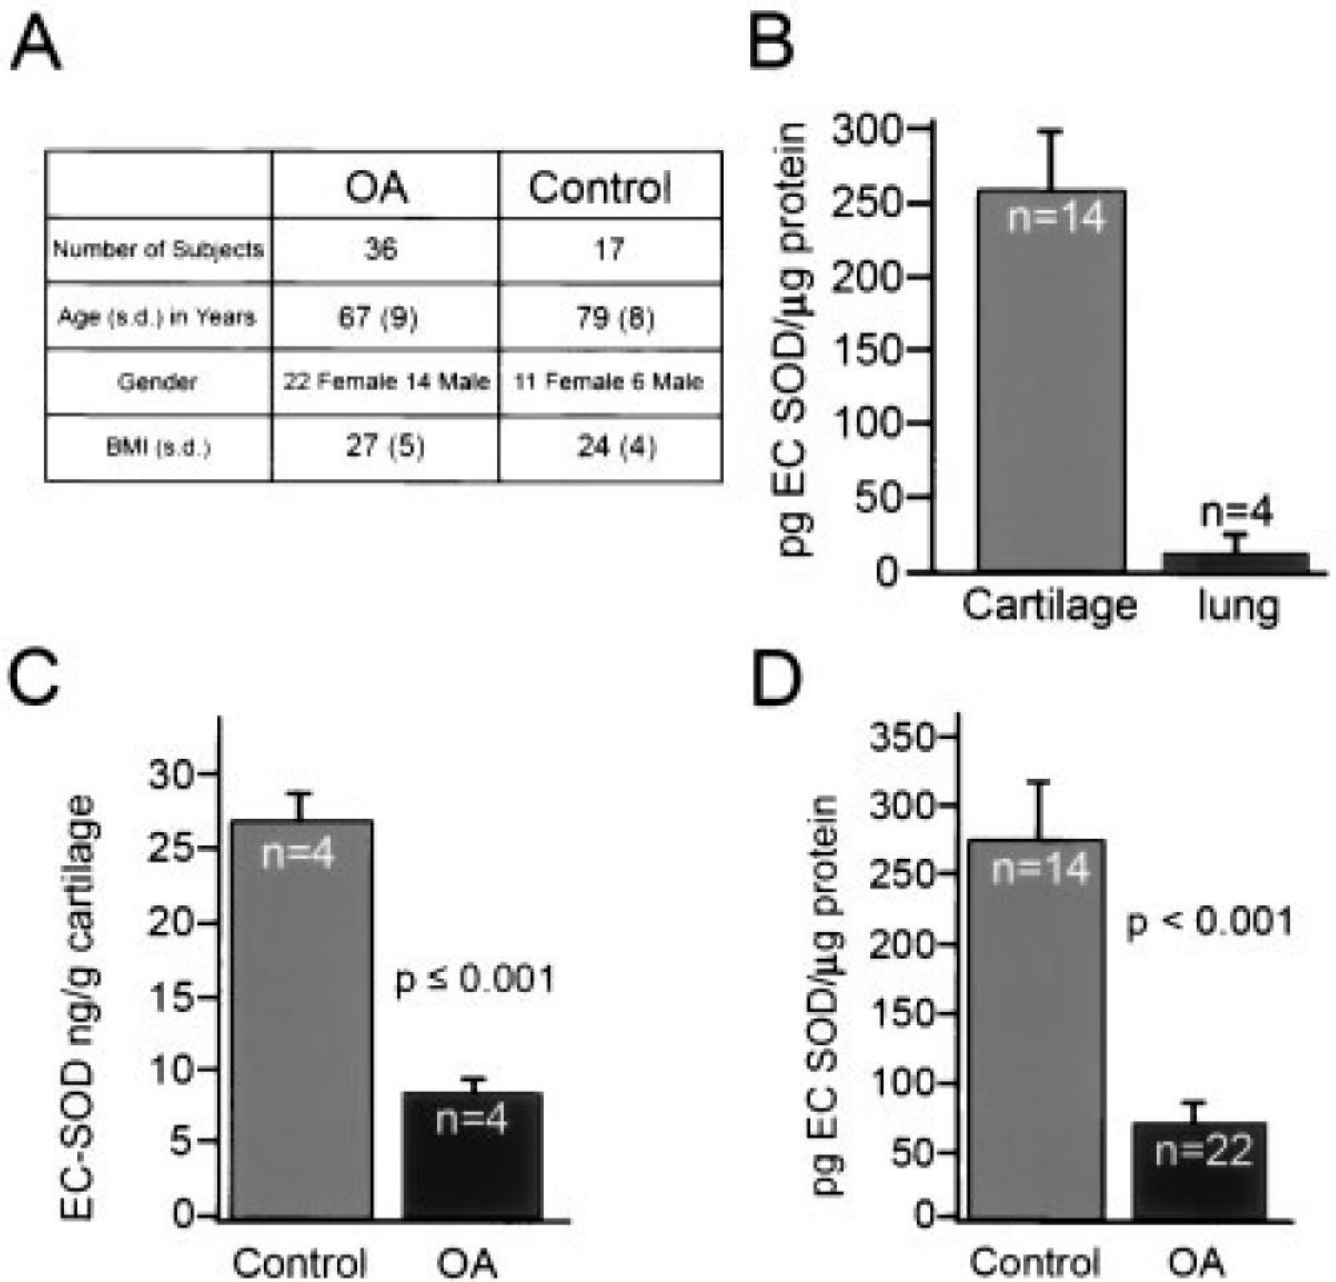 A
OA Control
Number of Subjects 36 17
Age (s.d.) in Years 67 (9) 79 (8)
Gender 22 Female 14 Male 11 Female 6 Male
BMI (s.d.) 27 (5) 24 (4)
B
pg EC SOD/µg protein
300
250
200
150
100
50
0
n=14
n=4
Cartilage lung
C
EC-SOD ng/g cartilage
30
25
20
15
10
5
0
n=4
p ≤ 0.001
n=4
Control OA
D
pg EC SOD/µg protein
350
300
250
200
150
100
50
0
n=14
p < 0.001
n=22
Control OA